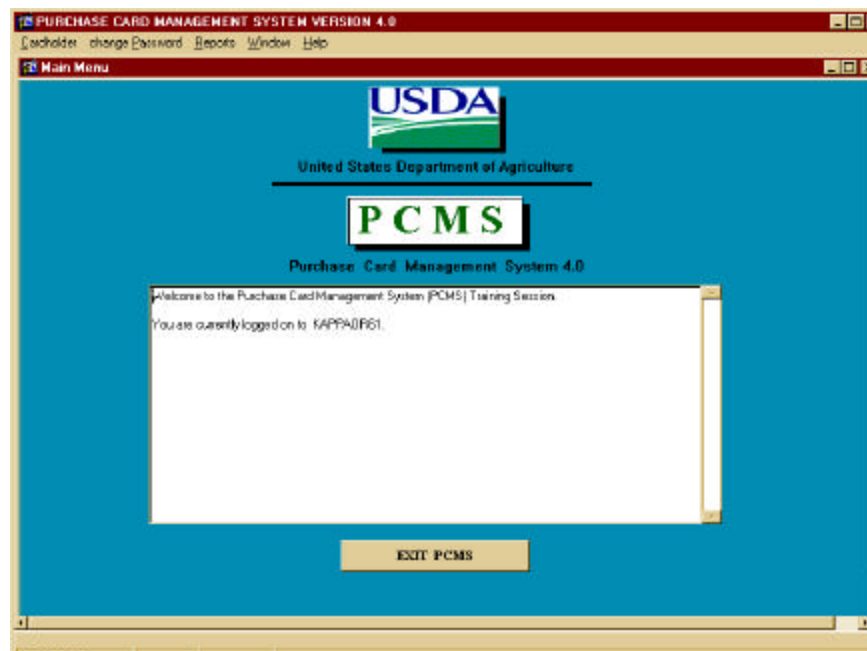 PURCHASE CARD MANAGEMENT SYSTEM VERSION 4.0
Cardholder change Password Reports Window Help
Main Menu
USDA
United States Department of Agriculture
PCMS
Purchase Card Management System 4.0
Welcome to the Purchase Card Management System (PCMS) Training Session.
You are currently logged on to
EXIT PCMS